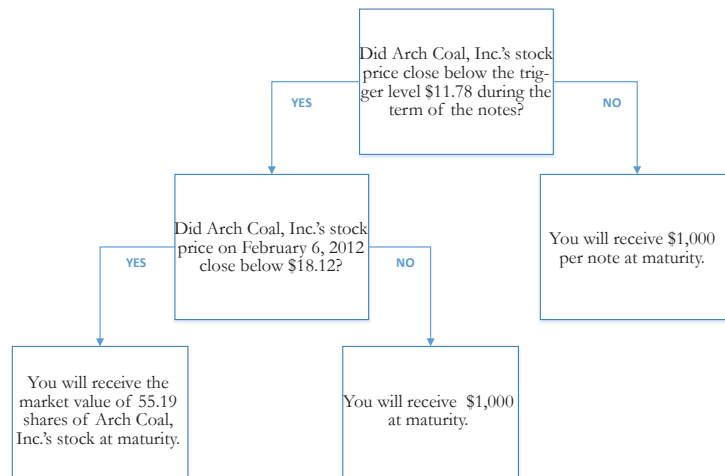 Did Arch Coal, Inc.'s stock
price close below the trig-
ger level $11.78 during the
term of the notes?
YES
NO
Did Arch Coal, Inc.'s stock
price on February 6, 2012
close below $18.12?
You will receive $1,000
per note at maturity.
YES
NO
You will receive the
market value of 55.19
shares of Arch Coal,
Inc.'s stock at maturity.
You will receive $1,000
at maturity.